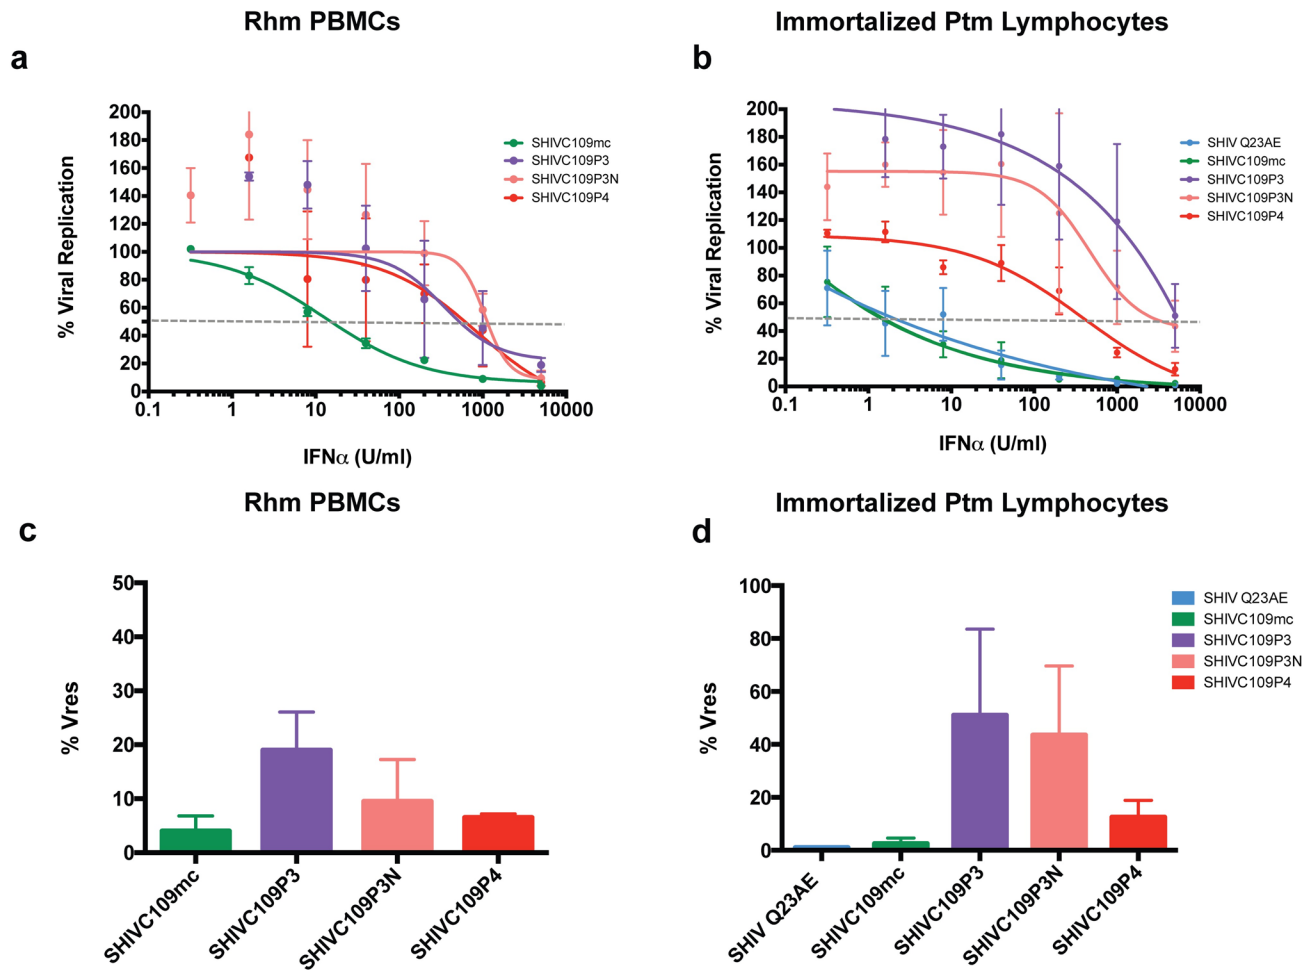 Rhm PBMCs
Immortalized Ptm Lymphocytes
a
b
% Viral Replication
200
180
160
140
120
100
80
60
40
20
0
0.1
1
10
100
1000
10000
IFNα (U/ml)
SHIVC109mc
SHIVC109P3
SHIVC109P3N
SHIVC109P4
% Viral Replication
200
180
160
140
120
100
80
60
40
20
0
0.1
1
10
100
1000
10000
IFNα (U/ml)
SHIV Q23AE
SHIVC109mc
SHIVC109P3
SHIVC109P3N
SHIVC109P4
Rhm PBMCs
Immortalized Ptm Lymphocytes
c
d
% Vres
50
40
30
20
10
0
SHIVC109mc
SHIVC109P3
SHIVC109P3N
SHIVC109P4
% Vres
100
80
60
40
20
0
SHIV Q23AE
SHIVC109mc
SHIVC109P3
SHIVC109P3N
SHIVC109P4
SHIV Q23AE
SHIVC109mc
SHIVC109P3
SHIVC109P3N
SHIVC109P4